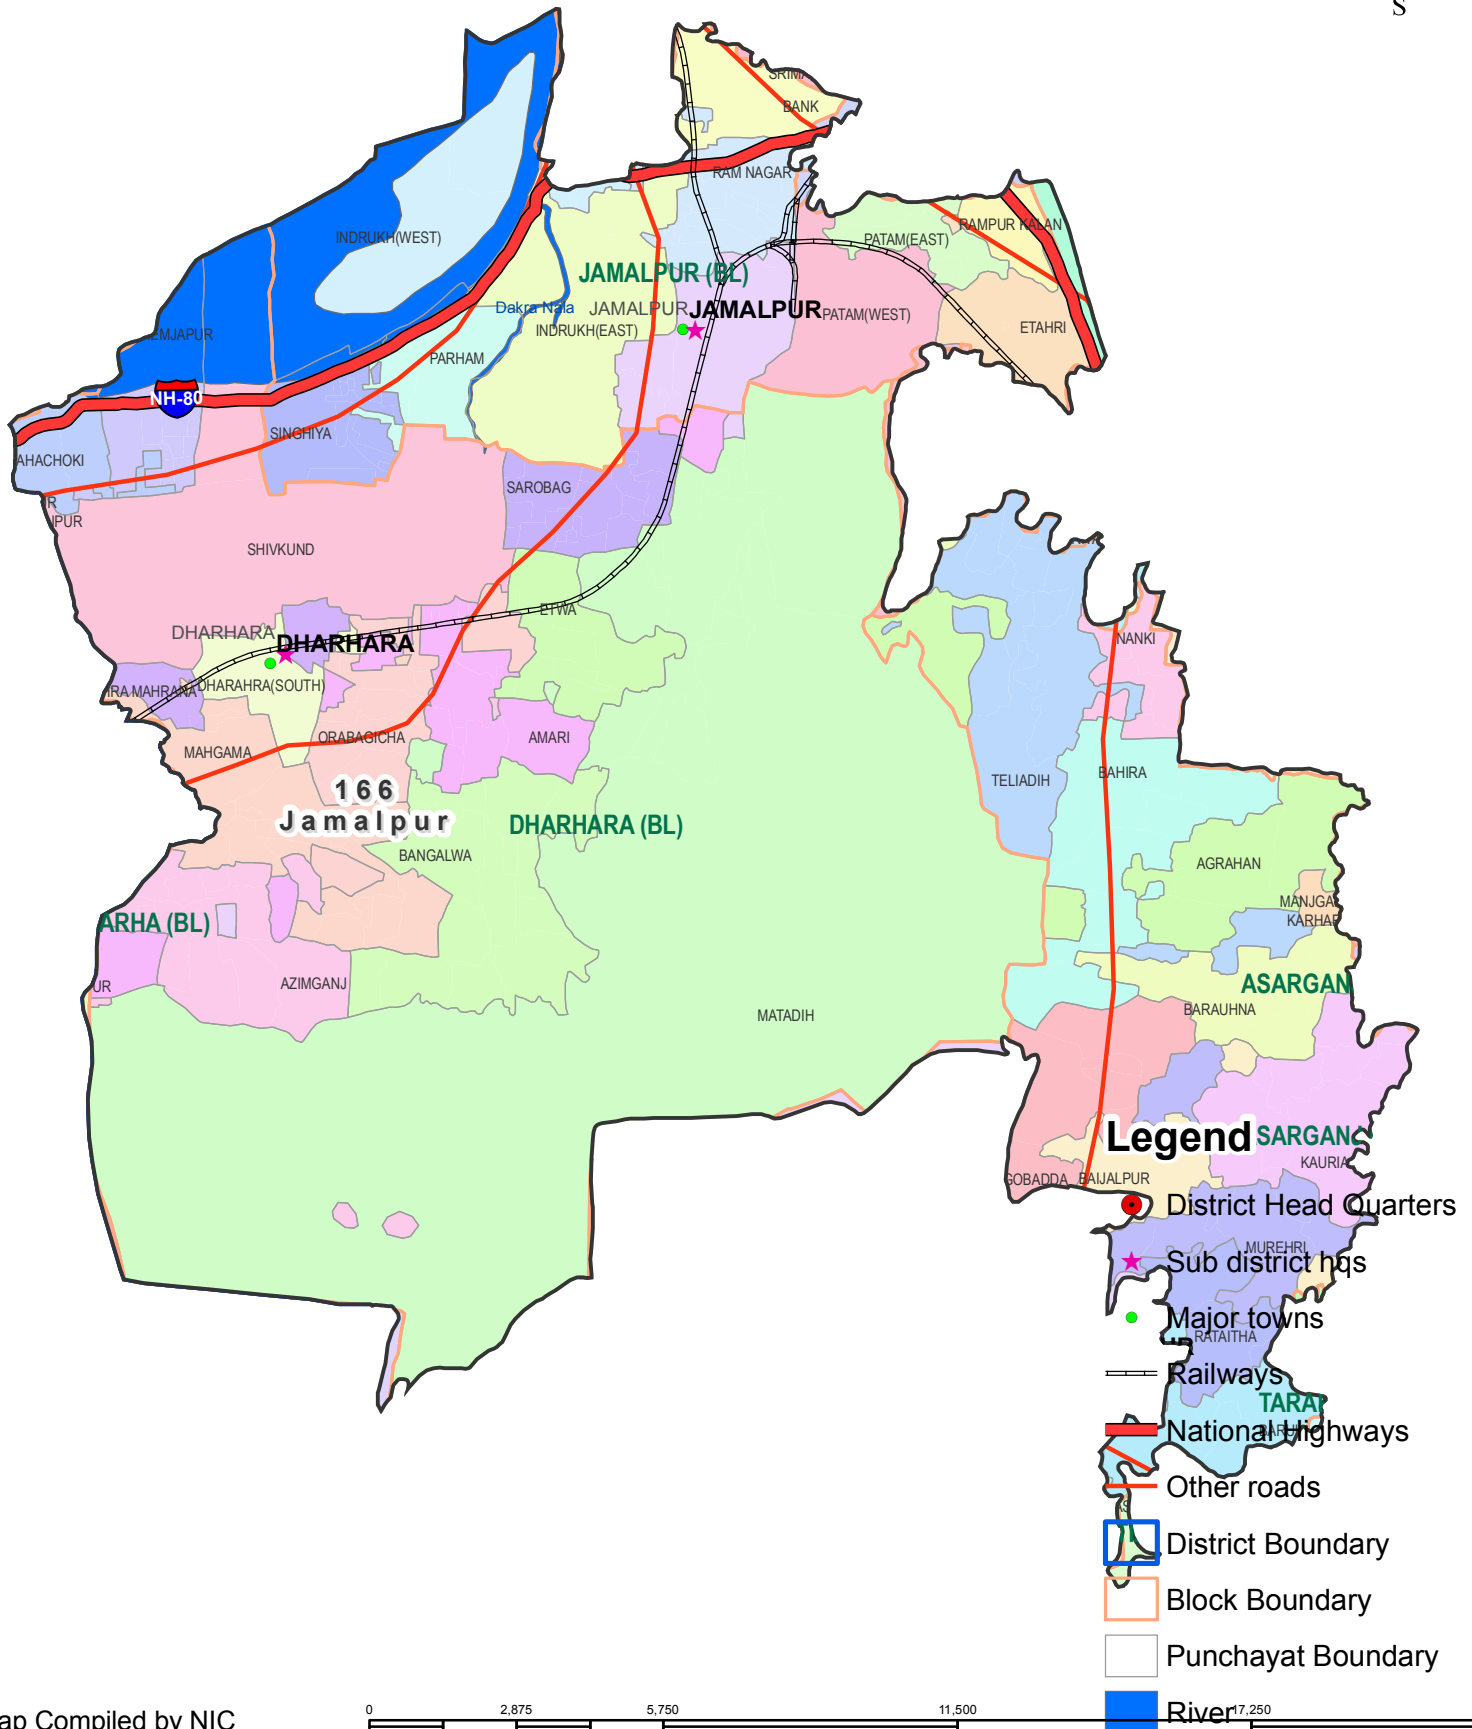 S
SRIMA
BANK
RAM NAGAR
RAMPUR KALAN
PATAM(EAST)
INDRUKH(WEST)
JAMALPUR (BL)
Dakra Nala
JAMALPUR
JAMALPUR
PATAM(WEST)
ETAHRI
INDRUKH(EAST)
EMJAPUR
PARHAM
NH-80
SINGHIYA
AHACHOKI
SAROBAG
R
IPUR
SHIVKUND
ETWA
DHARHARA
DHARHARA
NANKI
IRA MAHRANA
DHARAHRA(SOUTH)
ORABAGICHA
AMARI
MAHGAMA
BAHIRA
TELIADIH
166
Jamalpur
DHARHARA (BL)
BANGALWA
AGRAHAN
MANJGA
KARHAR
ARHA (BL)
UR
AZIMGANJ
ASARGAN
BARAUHNA
MATADIH
Legend
SARGANJ
KAURIA
GOBADDA
BAIJALPUR
District Head Quarters
MUREHRI
Sub district hqs
Major towns
RATAITHA
UR
Railways
TARAP
National Highways
Other roads
District Boundary
Block Boundary
Punchayat Boundary
River
0 2,875 5,750 11,500 17,250
ap Compiled by NIC